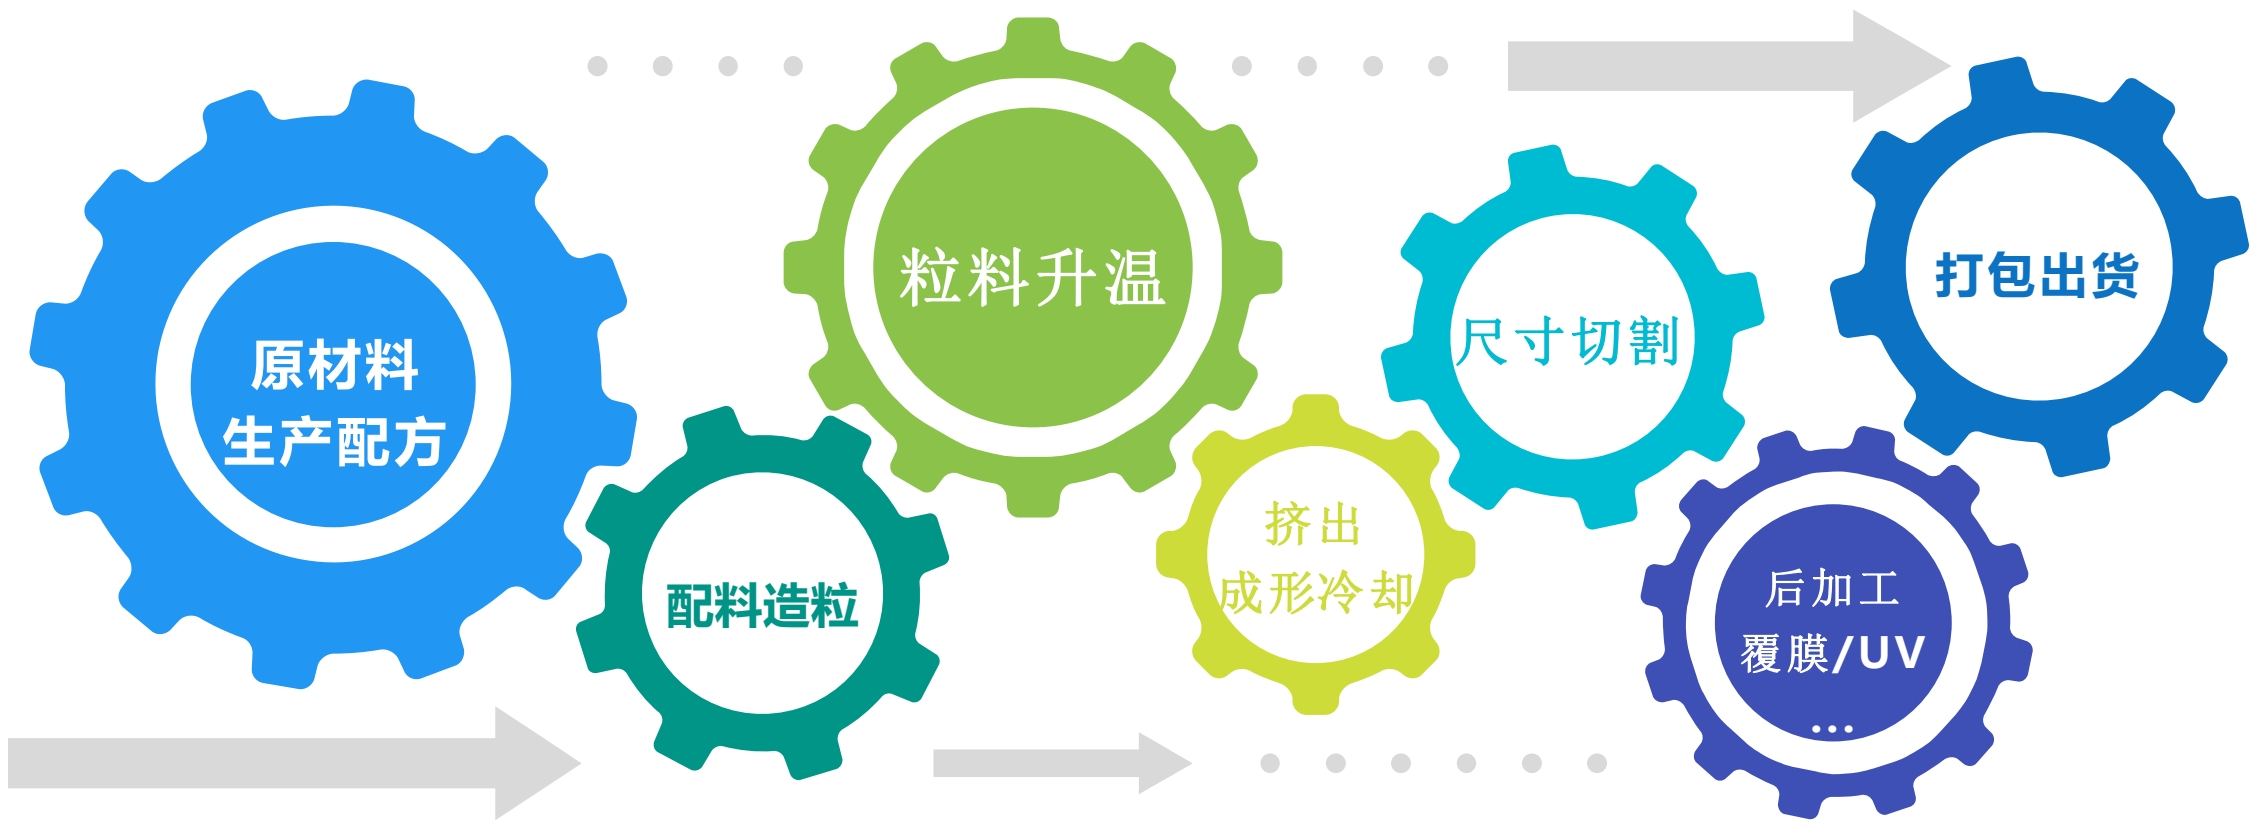 原材料
生产配方
配料造粒
粒料升温
挤出
成形冷却
尺寸切割
后加工
覆膜/UV
...
打包出货